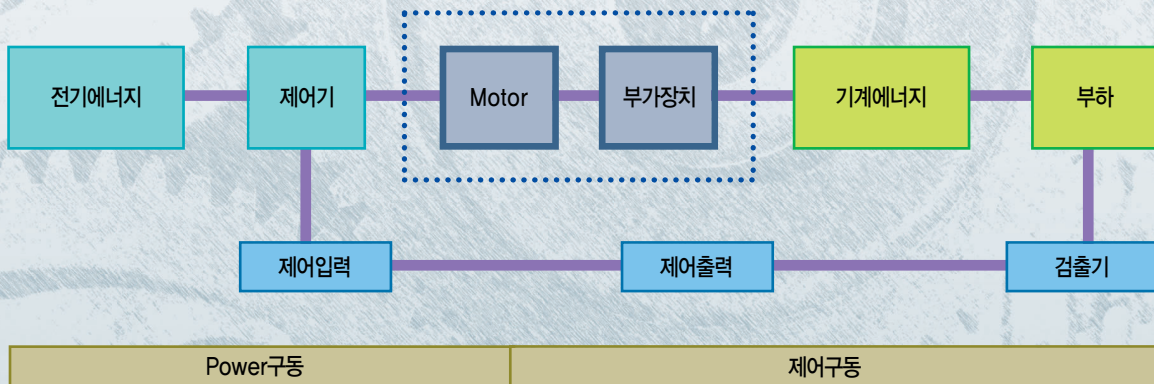 전기에너지
제어기
Motor
부가장치
기계에너지
부하
제어입력
제어출력
검출기
Power구동
제어구동